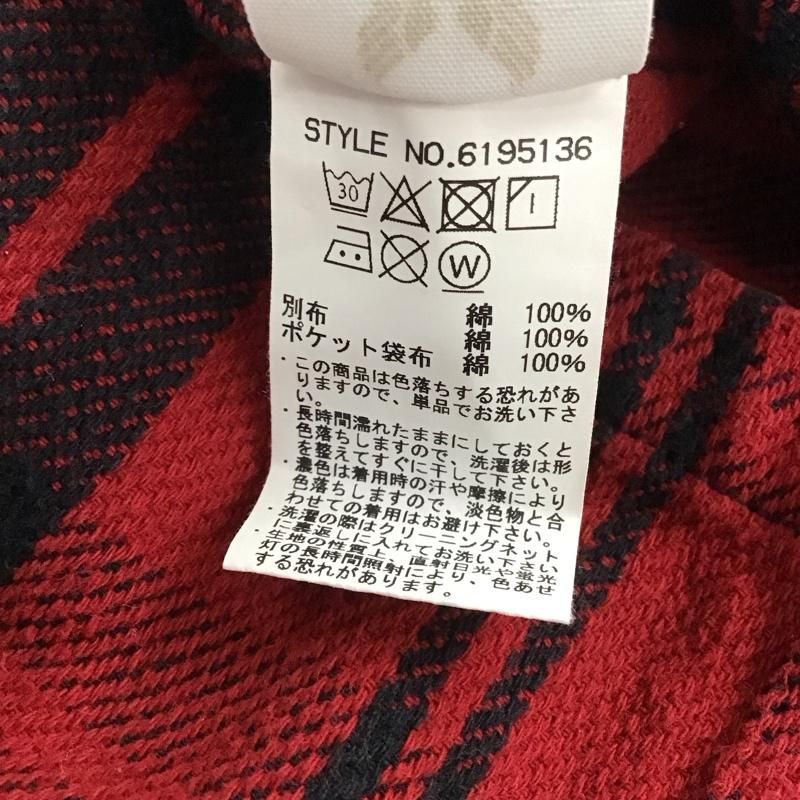 STYLE NO.6195136
30
W
綿 100%
別布 綿 100%
ポケット袋布 綿 100%
・この商品は色落ちする恐れがあ
りますので、単品でお洗い下さ
い。
・長時間濡れたままにしておくと
色落ちしますので、洗濯後は形
を整えてすぐに干して下さい。
・濃色は着用時の汗や摩擦により
色落ちしますので、淡色物と合
わせての着用はお避け下さい。
・洗濯の際はクリーニングネット
に裏返しに入れてお洗い下さい
・生地の性質上、直射日光や蛍光
灯の長時間照射により、色あせ
する恐れがあります。